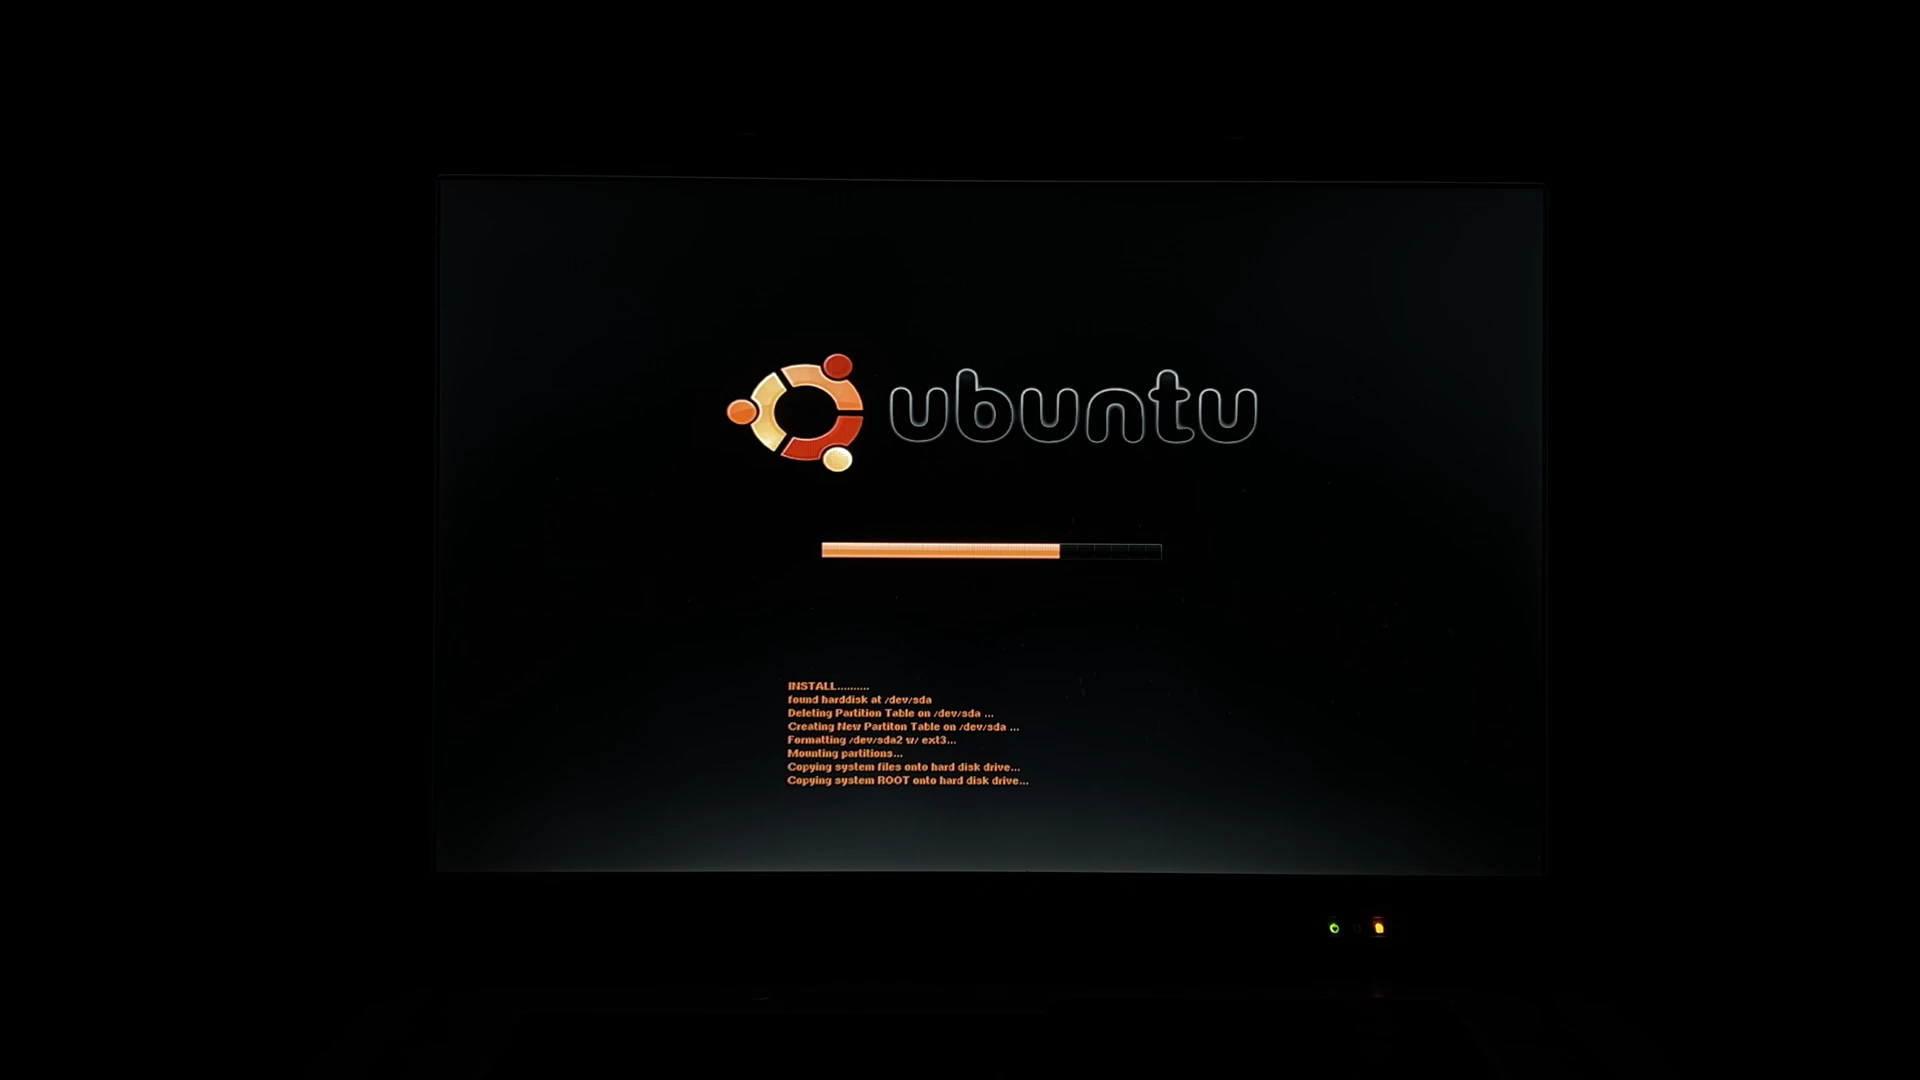 ubuntu
INSTALL..........
found harddisk at /dev/sda
Deleting Partition Table on /dev/sda ...
Creating New Partiton Table on /dev/sda ...
Formatting /dev/sda2 w/ ext3...
Mounting partitions...
Copying system files onto hard disk drive...
Copying system ROOT onto hard disk drive...